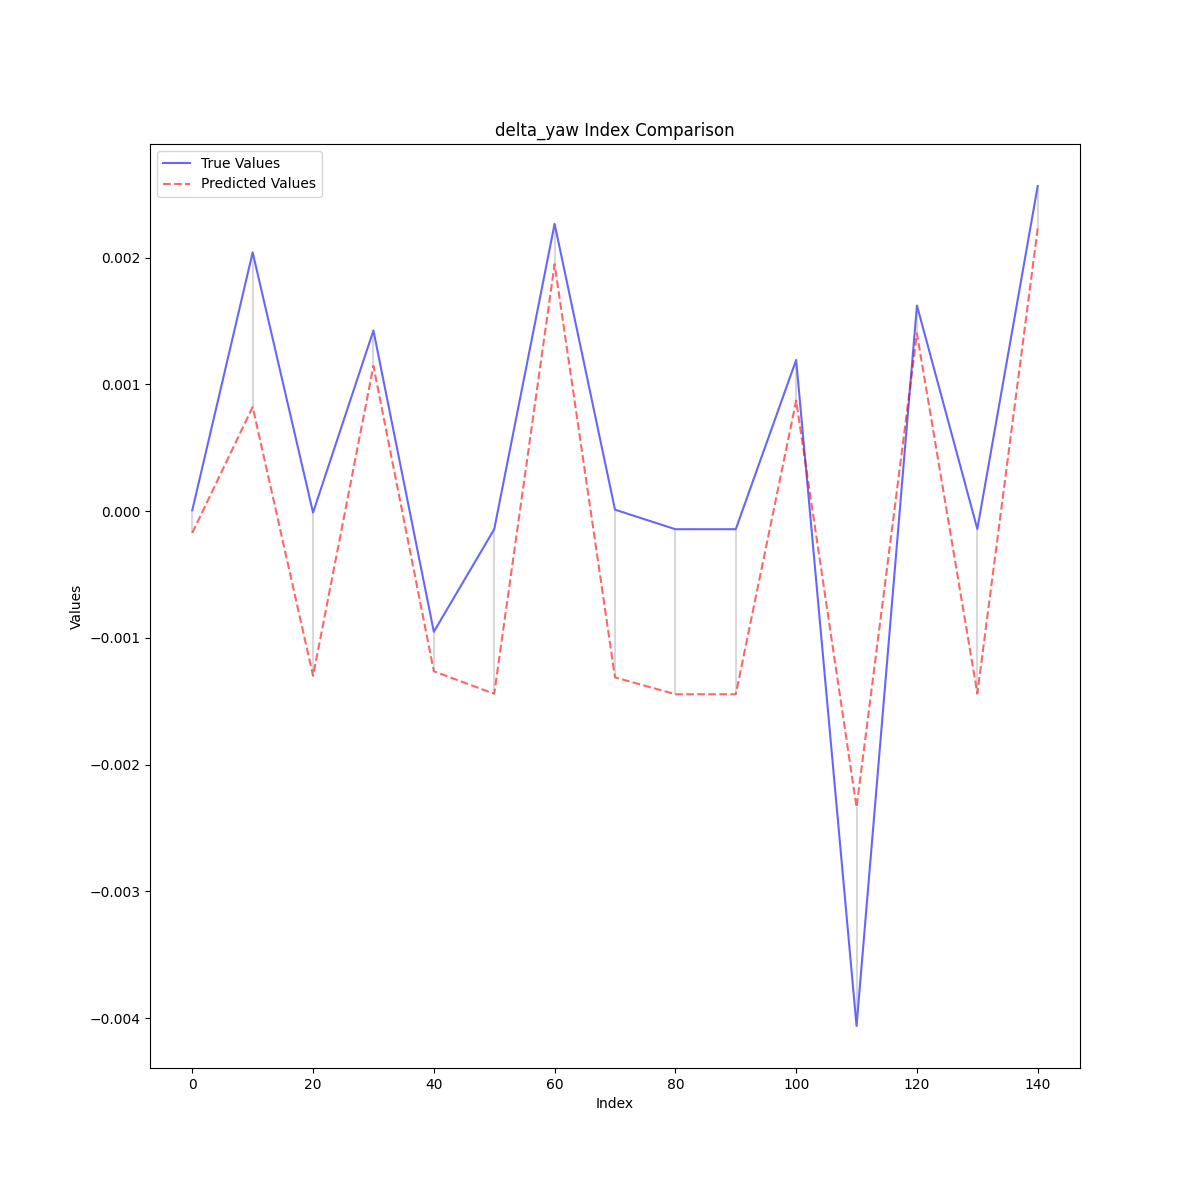 delta_yaw Index Comparison
True Values
Predicted Values
0.002
0.001
0.000
−0.001
−0.002
−0.003
−0.004
Values
0 20 40 60 80 100 120 140
Index